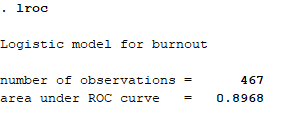 . lroc
Logistic model for burnout
number of observations =      467
area under ROC curve   =   0.8968